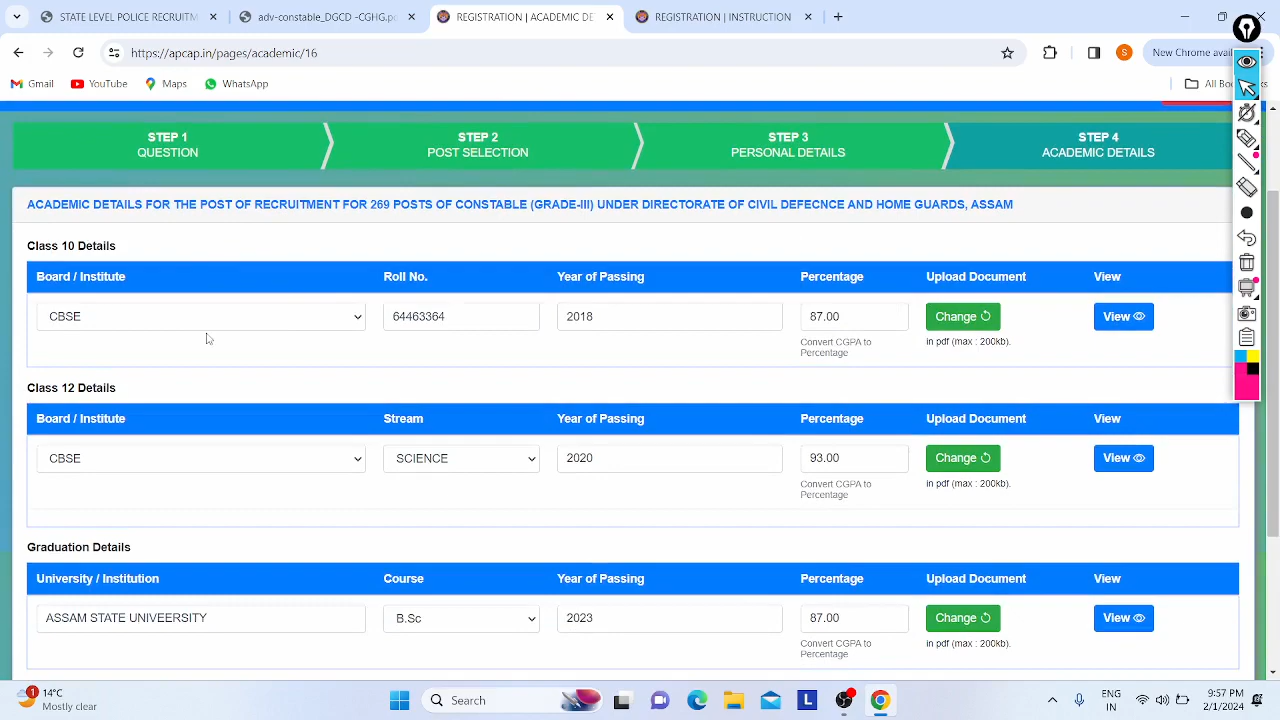 STATE LEVEL POLICE RECRUITM
adv-constable_DGCD -CGHG.pc
REGISTRATION | ACADEMIC DE
REGISTRATION | INSTRUCTION
https://apcap.in/pages/academic/16
S
New Chrome avail
Gmail
YouTube
Maps
WhatsApp
All Bo
STEP 1
QUESTION
STEP 2
POST SELECTION
STEP 3
PERSONAL DETAILS
STEP 4
ACADEMIC DETAILS
ACADEMIC DETAILS FOR THE POST OF RECRUITMENT FOR 269 POSTS OF CONSTABLE (GRADE-III) UNDER DIRECTORATE OF CIVIL DEFECNCE AND HOME GUARDS, ASSAM
Class 10 Details
Board / Institute Roll No. Year of Passing Percentage Upload Document View
CBSE 64463364 2018 87.00 Change View
Convert CGPA to in pdf (max : 200kb).
Percentage
Class 12 Details
Board / Institute Stream Year of Passing Percentage Upload Document View
CBSE SCIENCE 2020 93.00 Change View
Convert CGPA to in pdf (max : 200kb).
Percentage
Graduation Details
University / Institution Course Year of Passing Percentage Upload Document View
ASSAM STATE UNIVEERSITY B.Sc 2023 87.00 Change View
Convert CGPA to in pdf (max : 200kb).
Percentage
1
14°C
Mostly clear
Search
L
ENG
IN
9:57 PM
2/1/2024